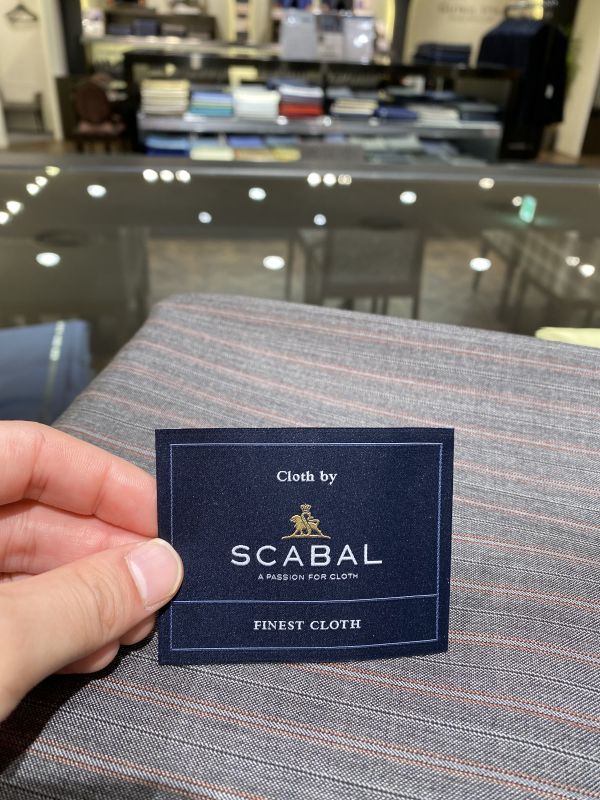 Cloth by
SCABAL
A PASSION FOR CLOTH
FINEST CLOTH